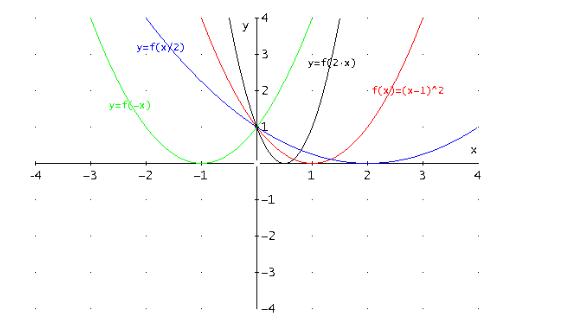 y
4
y=f(x/2)
3
y=f(2·x)
2
f(x)=(x-1)^2
y=f(-x)
1
x
-4 -3 -2 -1 1 2 3 4
-1
-2
-3
-4